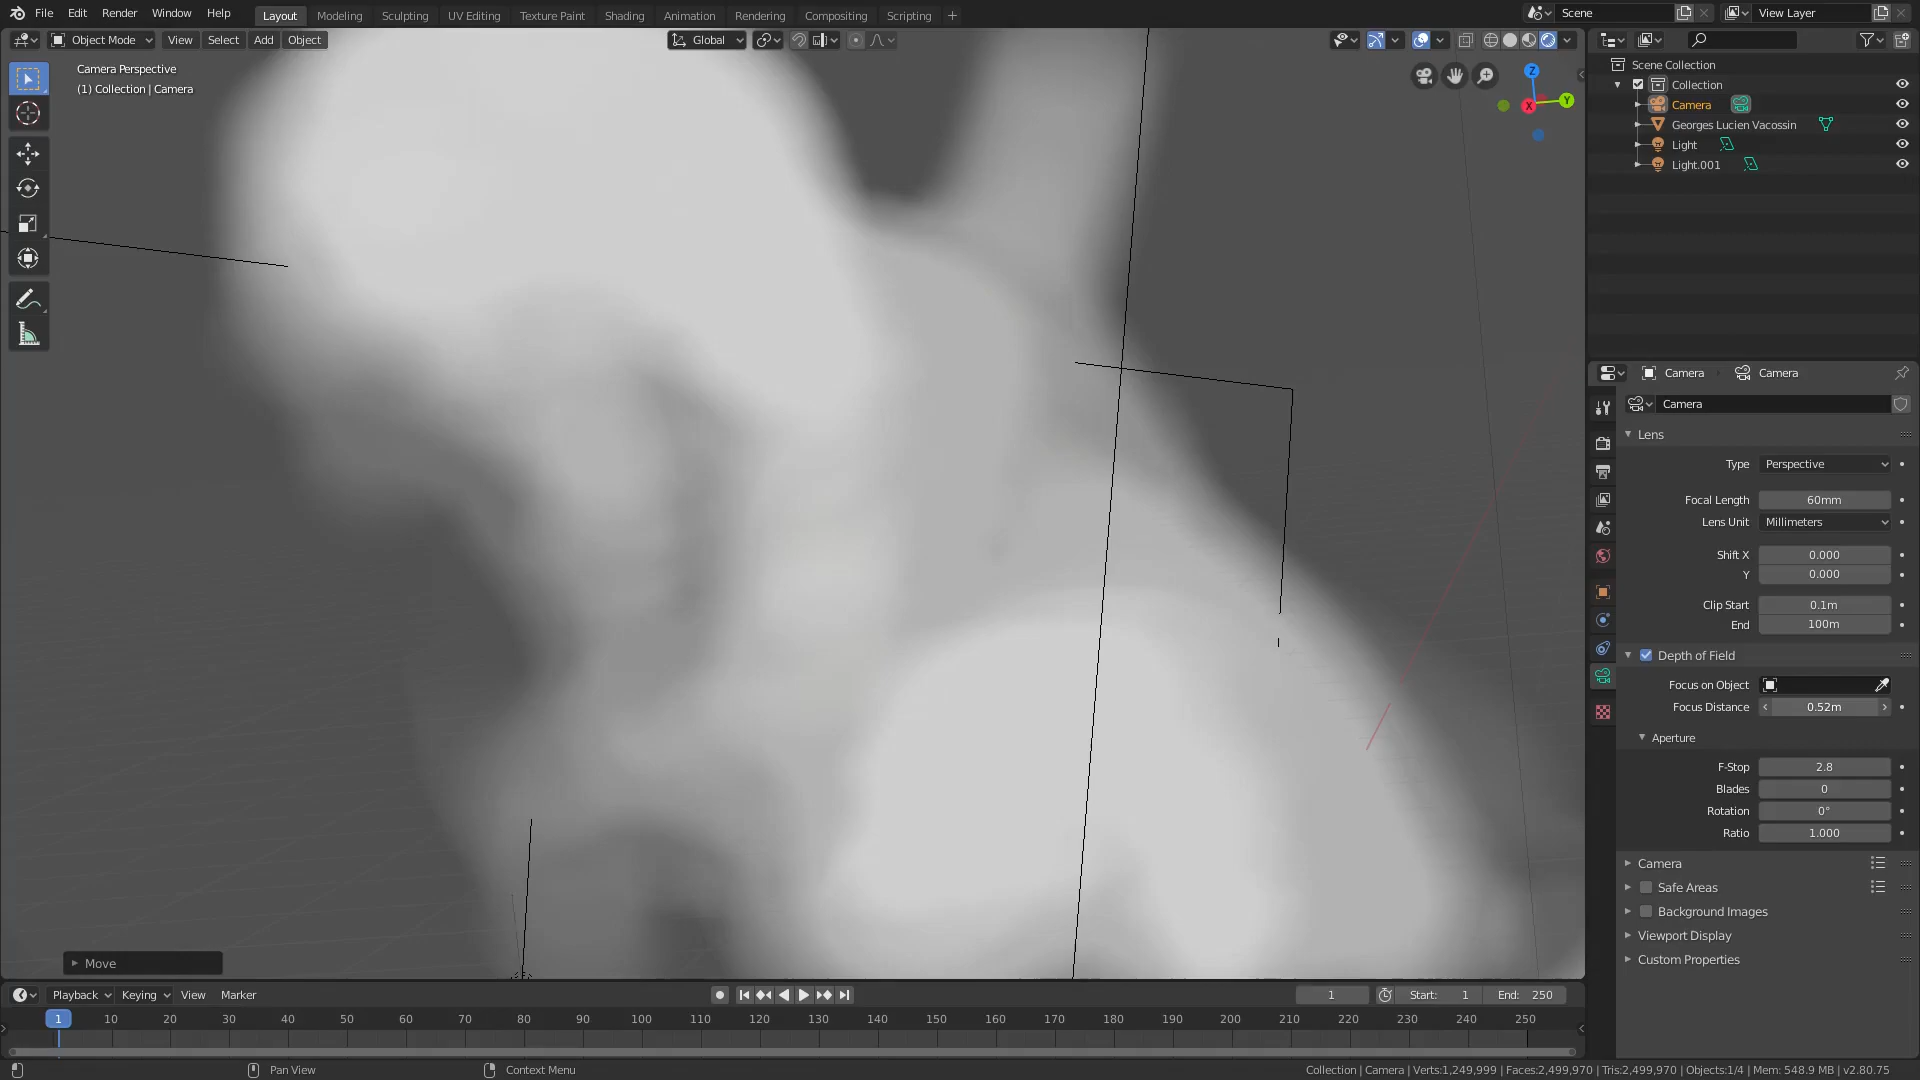 File Edit Render Window Help Layout Modeling Sculpting UV Editing Texture Paint Shading Animation Rendering Compositing Scripting + Scene View Layer
Object Mode View Select Add Object Global
Camera Perspective
(1) Collection | Camera
Z
Y
X
Scene Collection
Collection
Camera
Georges Lucien Vacossin
Light
Light.001
Camera Camera
Camera
Lens
Type Perspective
Focal Length 60mm
Lens Unit Millimeters
Shift X 0.000
Y 0.000
Clip Start 0.1m
End 100m
Depth of Field
Focus on Object
Focus Distance 0.52m
Aperture
F-Stop 2.8
Blades 0
Rotation 0°
Ratio 1.000
Camera
Safe Areas
Background Images
Viewport Display
Custom Properties
Move
Playback Keying View Marker 1 Start: 1 End: 250
1 10 20 30 40 50 60 70 80 90 100 110 120 130 140 150 160 170 180 190 200 210 220 230 240 250
Pan View Context Menu Collection | Camera | Verts:1,249,999 | Faces:2,499,970 | Tris:2,499,970 | Objects:1/4 | Mem: 548.9 MB | v2.80.75